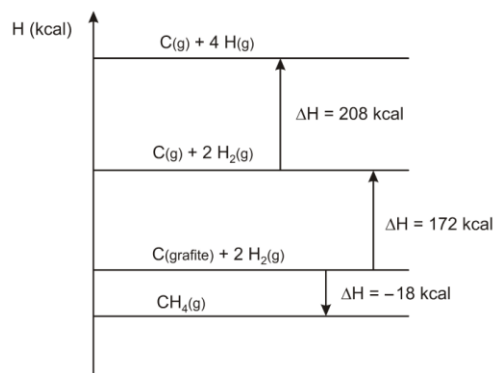 H (kcal)
C(g) + 4 H(g)
ΔH = 208 kcal
C(g) + 2 H₂(g)
ΔH = 172 kcal
C(grafite) + 2 H₂(g)
ΔH = –18 kcal
CH₄(g)